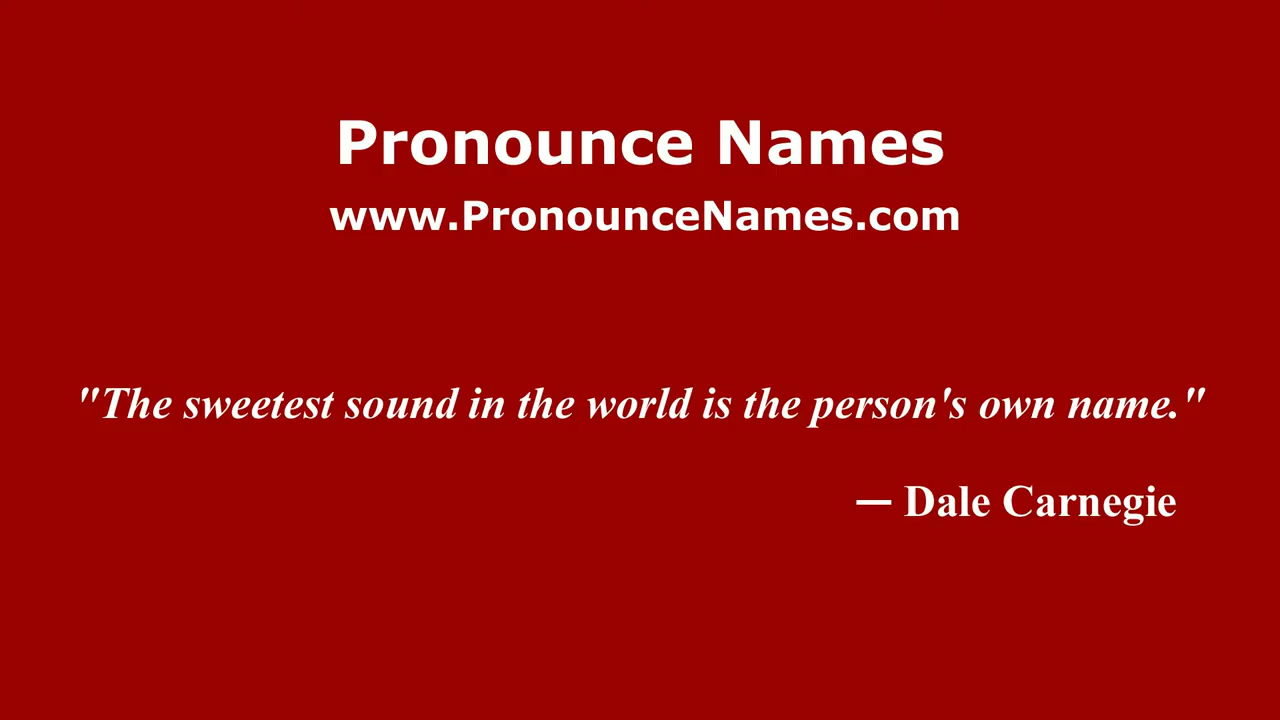 Pronounce Names
www.PronounceNames.com
"The sweetest sound in the world is the person's own name."
— Dale Carnegie